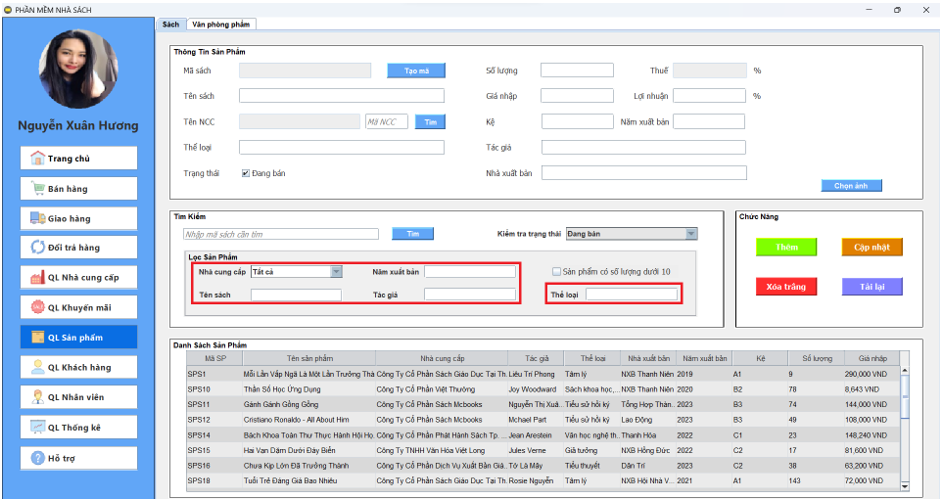 PHẦN MỀM NHÀ SÁCH
Sách Văn phòng phẩm
Nguyễn Xuân Hương
Trang chủ
Bán hàng
Giao hàng
Đổi trả hàng
QL Nhà cung cấp
QL Khuyến mãi
QL Sản phẩm
QL Khách hàng
QL Nhân viên
QL Thống kê
Hỗ trợ
Thông Tin Sản Phẩm
Mã sách Tạo mã Số lượng Thuế %
Tên sách Giá nhập Lợi nhuận %
Tên NCC Mã NCC Tìm Kệ Năm xuất bản
Thể loại Tác giả
Trạng thái Đang bán Nhà xuất bản
Chọn ảnh
Tìm Kiếm
Nhập mã sách cần tìm Tìm Kiểm tra trạng thái Đang bán
Lọc Sản Phẩm
Nhà cung cấp Tất cả Năm xuất bản Sản phẩm có số lượng dưới 10
Tên sách Tác giả Thể loại
Chức Năng
Thêm Cập nhật
Xóa trắng Tải lại
Danh Sách Sản Phẩm
Mã SP Tên sản phẩm Nhà cung cấp Tác giả Thể loại Nhà xuất bản Năm xuất bản Kệ Số lượng Giá nhập
SPS1 Mỗi Lần Vấp Ngã Là Một Lần Trưởng Thà Công Ty Cổ Phần Sách Giáo Dục Tại Th. Liêu Trí Phong Tâm lý NXB Thanh Niên 2019 A1 9 290,000 VND
SPS10 Thần Số Học Ứng Dụng Công Ty Cổ Phần Việt Thương Joy Woodward Sách khoa học,.. NXB Thanh Niên 2020 B2 78 8,643 VND
SPS11 Gánh Gánh Gồng Gồng Công Ty Cổ Phần Sách Mcbooks Nguyễn Thị Xuâ.. Tiểu sử hồi ký Tổng Hợp Thàn.. 2023 B3 74 144,000 VND
SPS12 Cristiano Ronaldo - All About Him Công Ty Cổ Phần Sách Mcbooks Mchael Part Tiểu sử hồi ký Lao Động 2023 B3 49 108,000 VND
SPS14 Bách Khoa Toàn Thư Thực Hành Hội Họ. Công Ty Cổ Phần Phát Hành Sách Tp. ... Jean Arestein Văn học nghệ th.. Thanh Hóa 2022 C1 23 148,240 VND
SPS15 Hai Vạn Dặm Dưới Đáy Biển Công Ty TNHH Văn Hóa Việt Long Jules Verne Giả tưởng NXB Hồng Đức 2022 C2 17 81,600 VND
SPS16 Chưa Kịp Lớn Đã Trưởng Thành Công Ty Cổ Phần Dịch Vụ Xuất Bản Giá.. Tớ Là Mây Tiểu thuyết Dân Trí 2023 C2 38 63,200 VND
SPS18 Tuổi Trẻ Đáng Giá Bao Nhiêu Công Ty Cổ Phần Sách Giáo Dục Tại Th. Rosie Nguyễn Tâm lý NXB Hội Nhà V... 2021 A1 143 72,000 VND